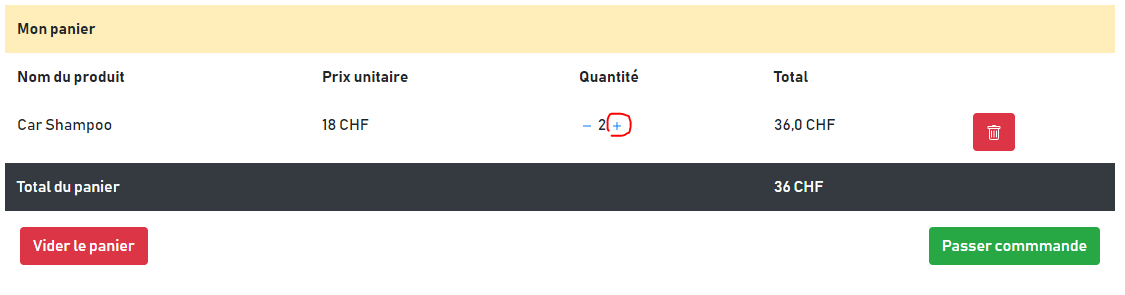 Mon panier
Nom du produit Prix unitaire Quantité Total
Car Shampoo 18 CHF − 2 + 36,0 CHF
Total du panier 36 CHF
Vider le panier Passer commmande